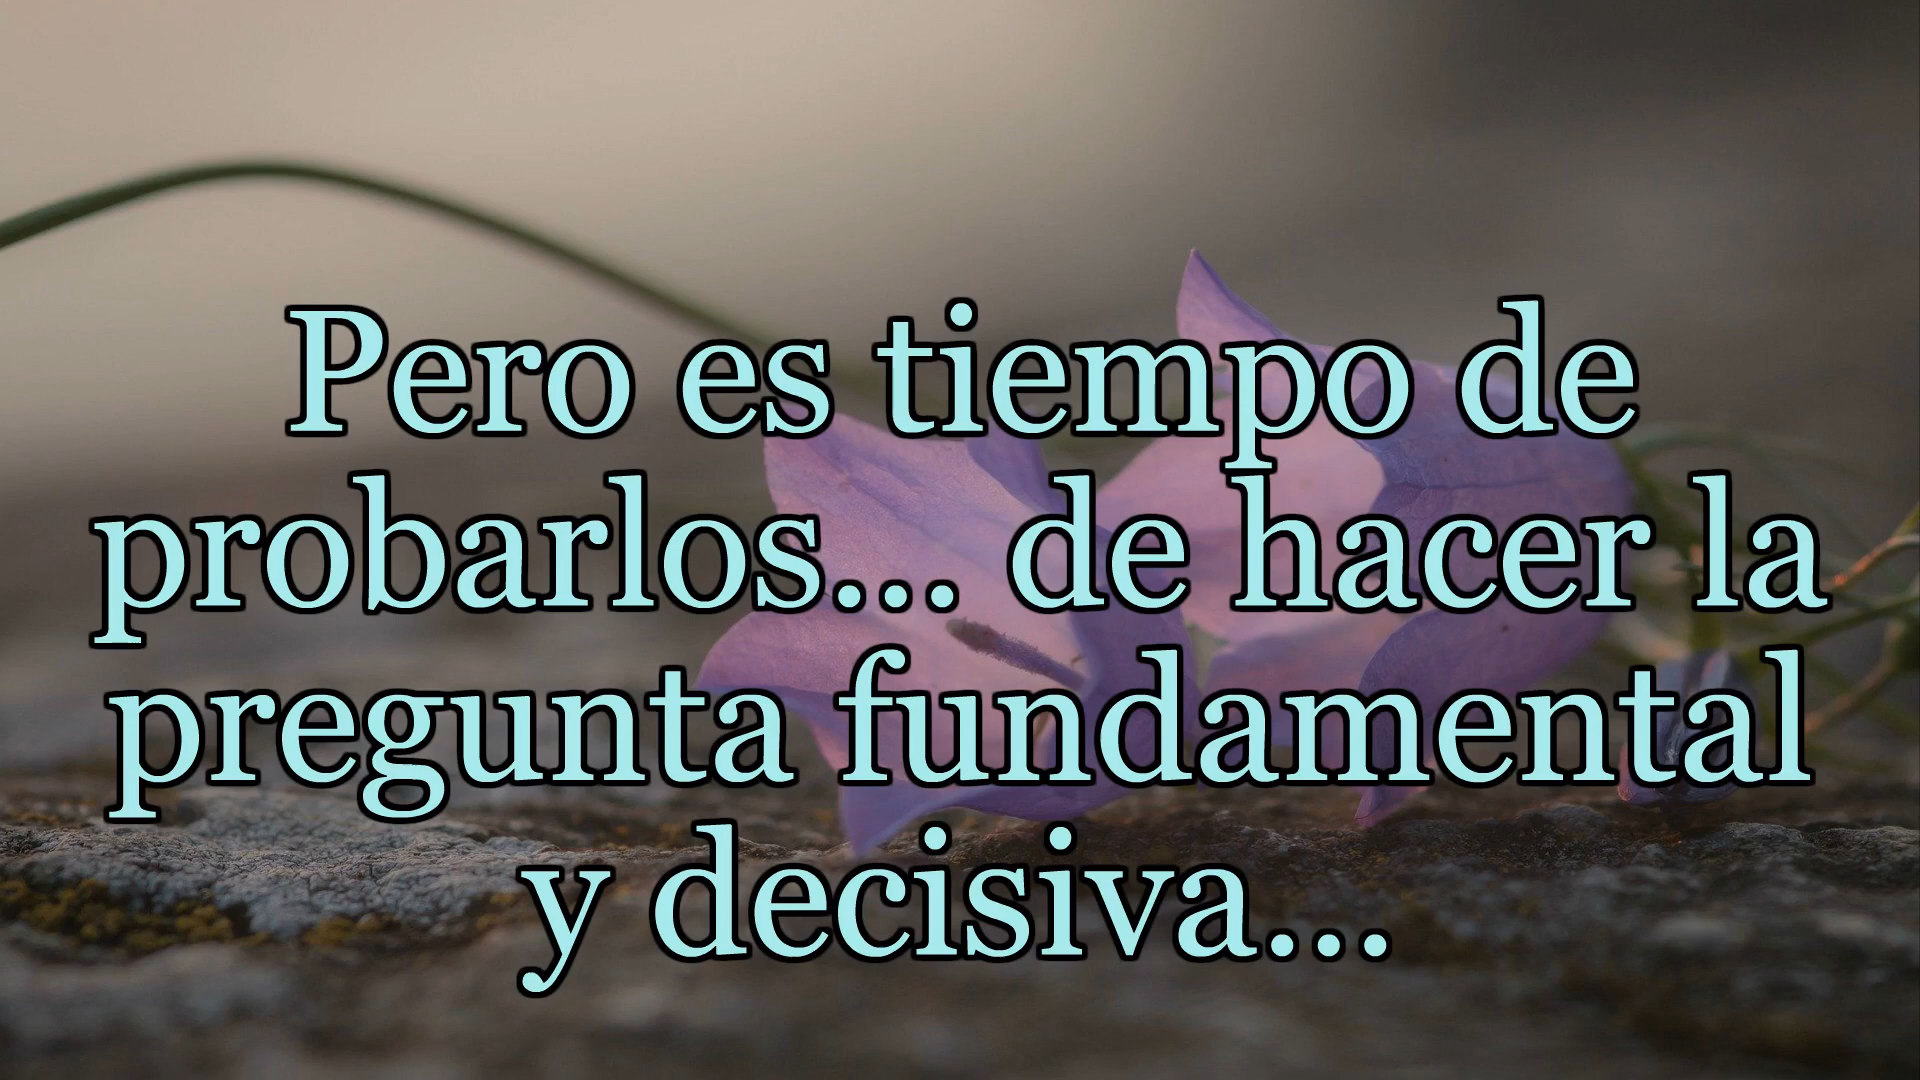 Pero es tiempo de
probarlos... de hacer la
pregunta fundamental
y decisiva...